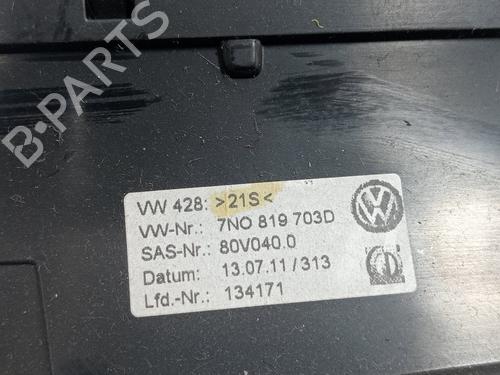 B-PARTS
VW 428: >21S<
VW-Nr.: 7N0 819 703D
SAS-Nr.: 80V040.0
Datum: 13.07.11/313
Lfd.-Nr.: 134171